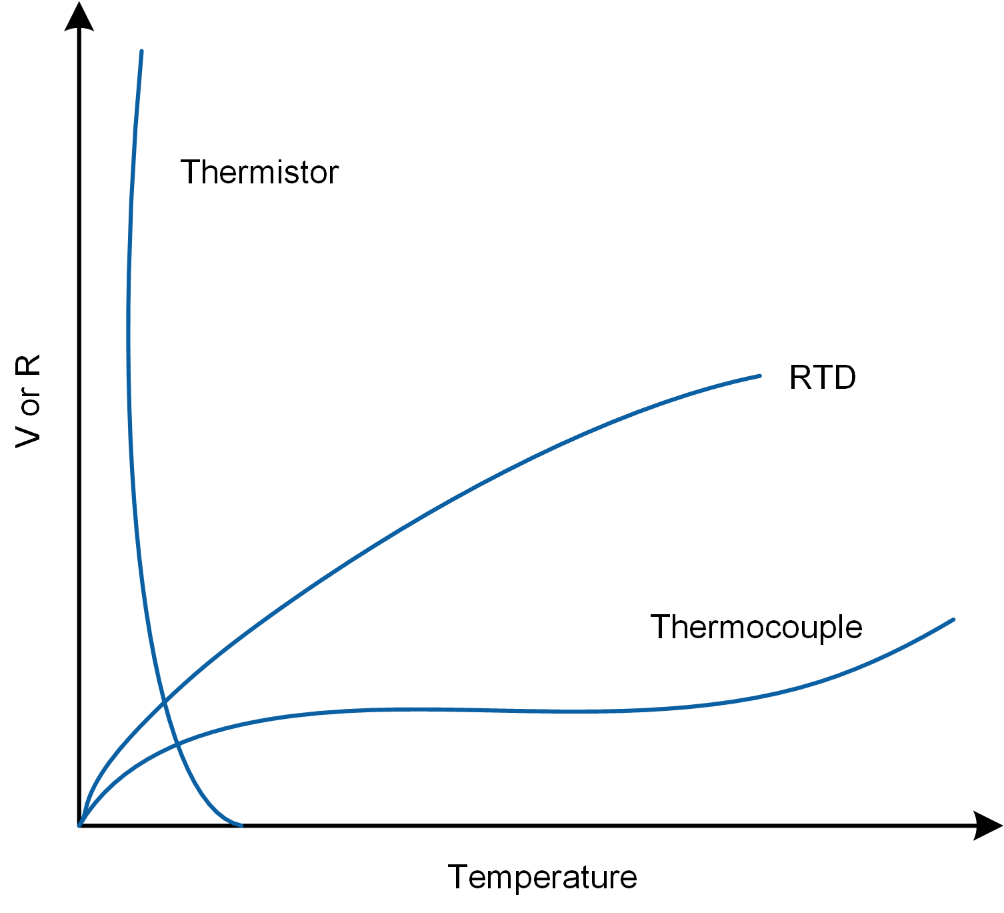 Thermistor
V or R
RTD
Thermocouple
Temperature